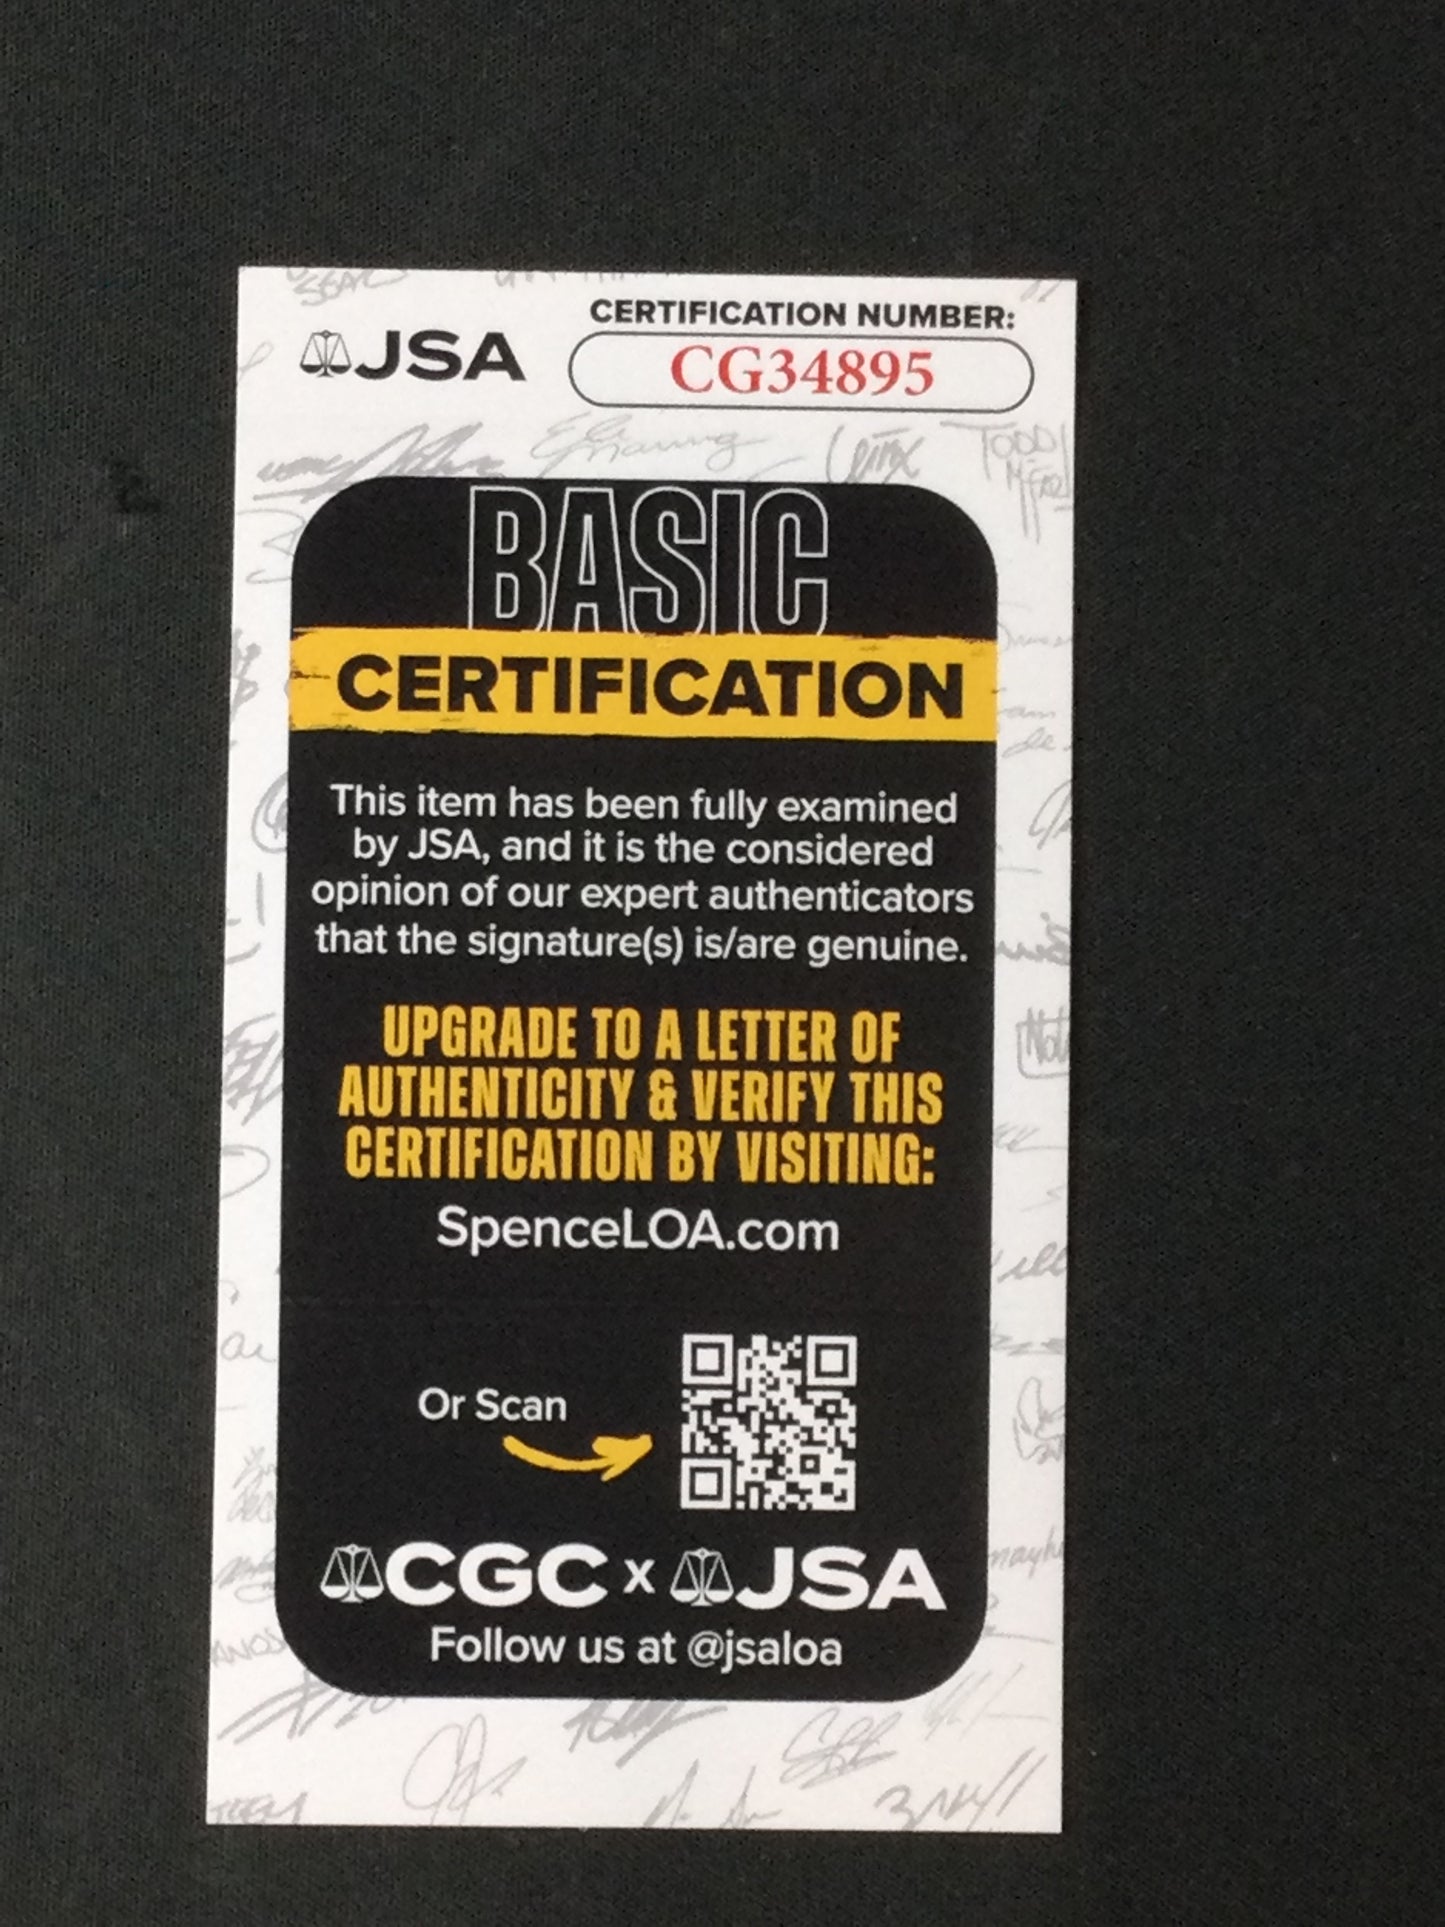 JSA
CERTIFICATION NUMBER:
CG34895
BASIC
CERTIFICATION
This item has been fully examined
by JSA, and it is the considered
opinion of our expert authenticators
that the signature(s) is/are genuine.
UPGRADE TO A LETTER OF
AUTHENTICITY & VERIFY THIS
CERTIFICATION BY VISITING:
SpenceLOA.com
Or Scan
CGC x JSA
Follow us at @jsaloa